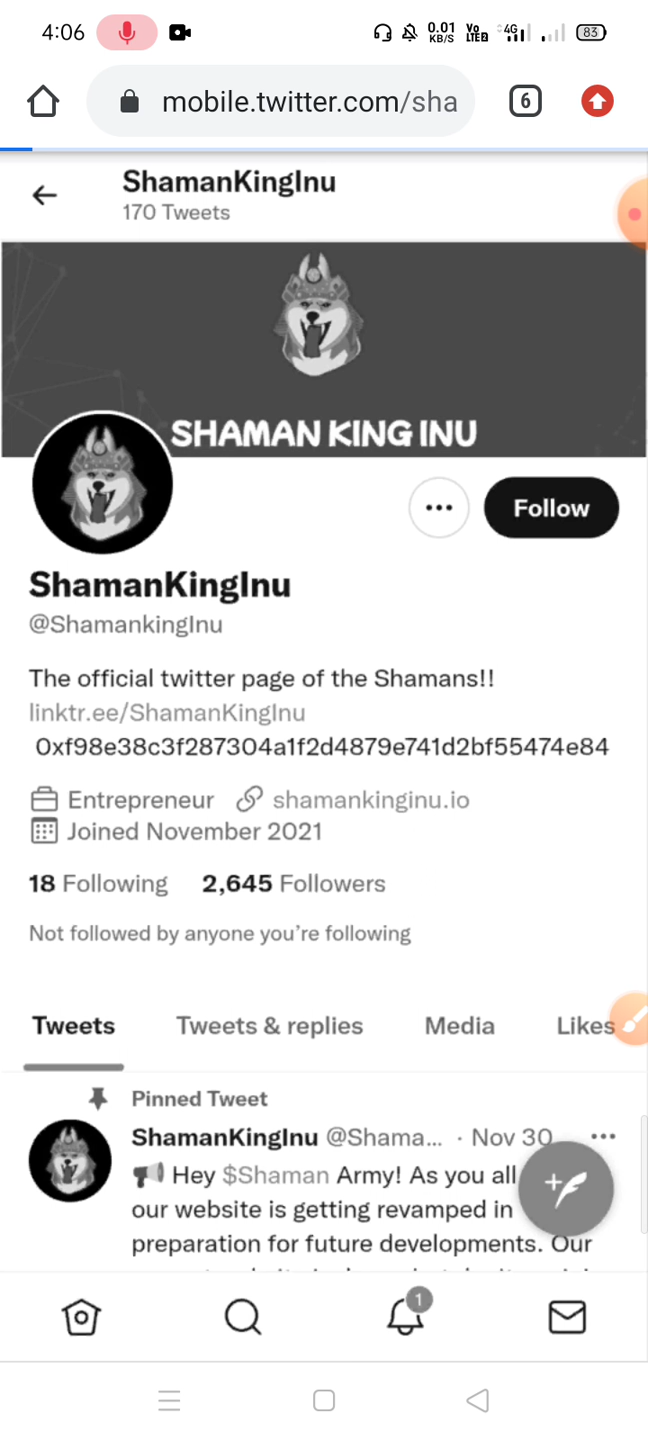 4:06 0.01 KB/S Vo LTE2 4G 83
mobile.twitter.com/sha 6
ShamanKingInu
170 Tweets
SHAMAN KING INU
Follow
ShamanKingInu
@ShamankingInu
The official twitter page of the Shamans!!
linktr.ee/ShamanKingInu
0xf98e38c3f287304a1f2d4879e741d2bf55474e84
Entrepreneur shamankinginu.io
Joined November 2021
18 Following 2,645 Followers
Not followed by anyone you’re following
Tweets Tweets & replies Media Likes
Pinned Tweet
ShamanKingInu @Shama... · Nov 30
Hey $Shaman Army! As you all
our website is getting revamped in
preparation for future developments. Our
1